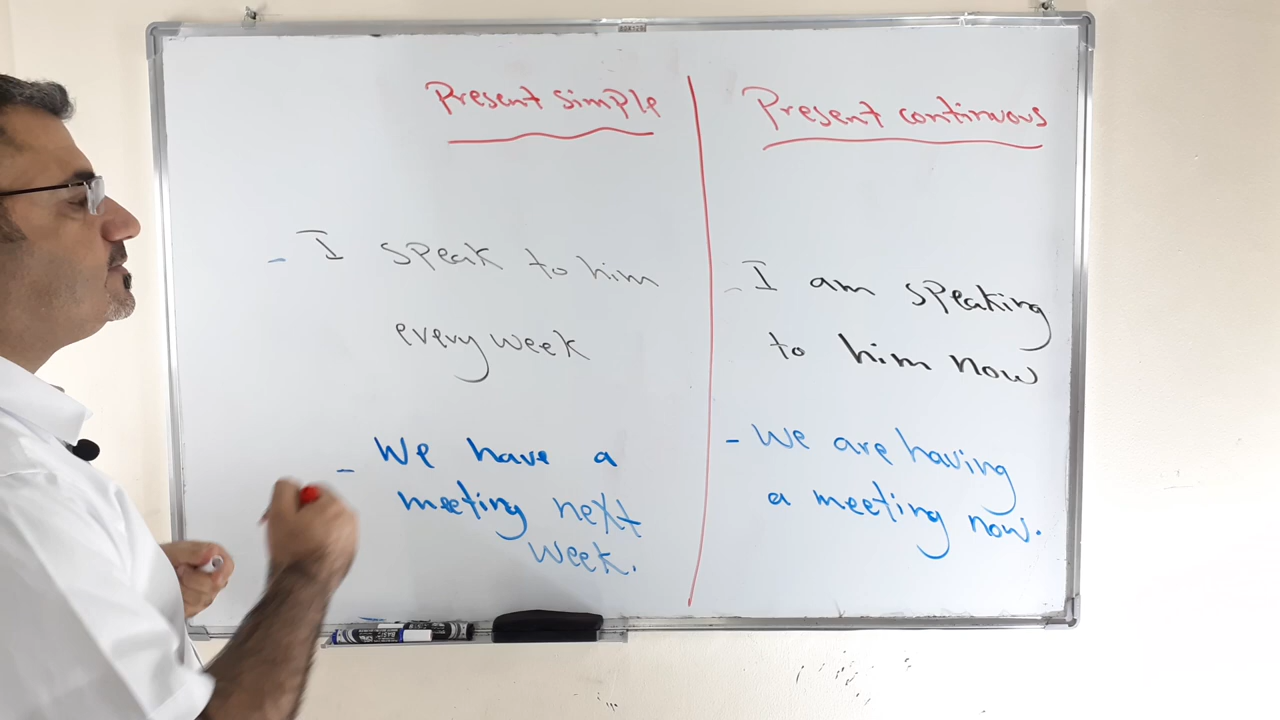 Present simple
- I speak to him
every week
- We have a
meeting next
week.
Present continuous
- I am speaking
to him now
- We are having
a meeting now.